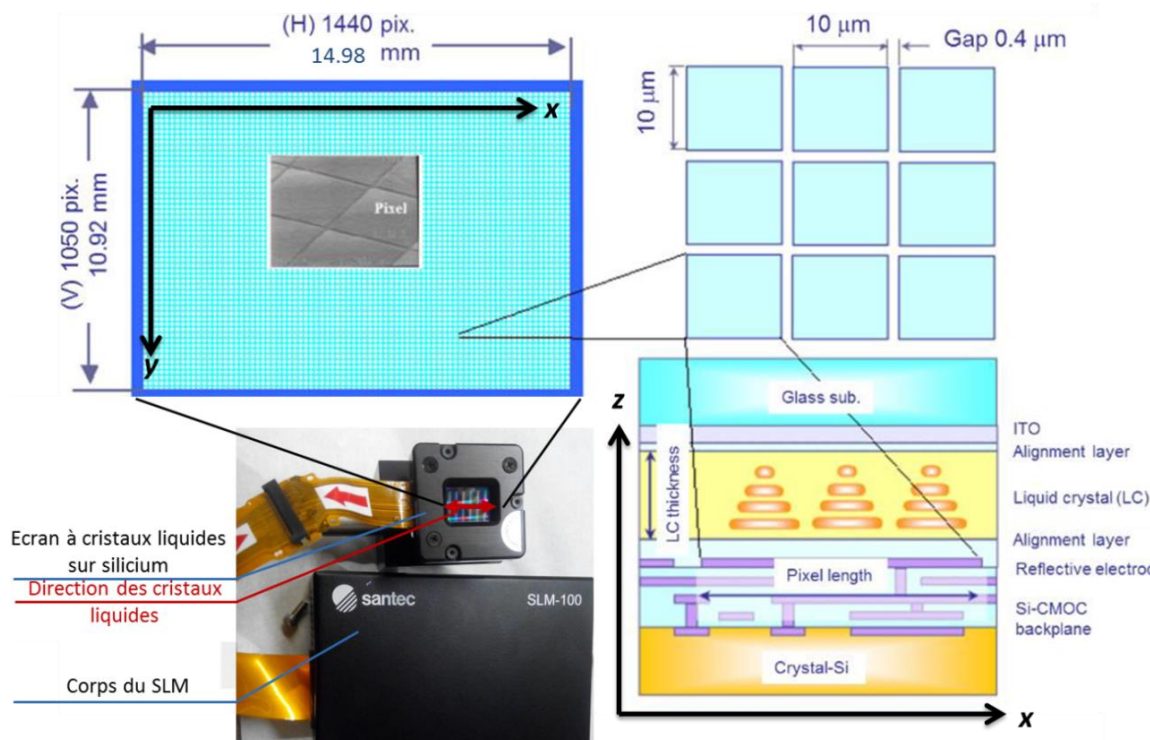 (H) 1440 pix.
14.98 mm
(V) 1050 pix.
10.92 mm
x
y
Pixel
10 μm
Gap 0.4 μm
10 μm
z
Glass sub.
ITO
Alignment layer
LC thickness
Liquid crystal (LC)
Alignment layer
Reflective electrod
Pixel length
Si-CMOC
backplane
Crystal-Si
x
Ecran à cristaux liquides
sur silicium
Direction des cristaux
liquides
Corps du SLM
santec
SLM-100